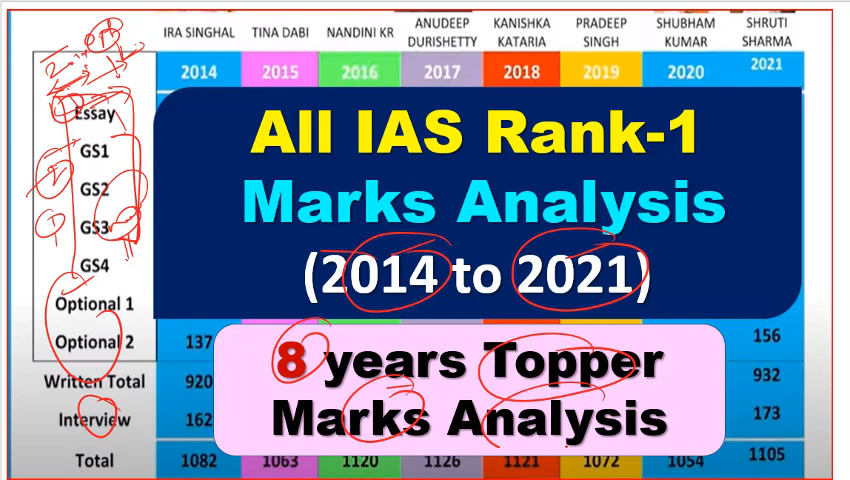 IRA SINGHAL TINA DABI NANDINI KR ANUDEEP DURISHETTY KANISHKA KATARIA PRADEEP SINGH SHUBHAM KUMAR SHRUTI SHARMA
2014 2015 2016 2017 2018 2019 2020 2021
Essay
GS1
GS2
GS3
GS4
Optional 1
Optional 2 137 156
Written Total 920 932
Interview 162 173
Total 1082 1063 1120 1126 1121 1072 1054 1105
All IAS Rank-1
Marks Analysis
(2014 to 2021)
8 years Topper
Marks Analysis